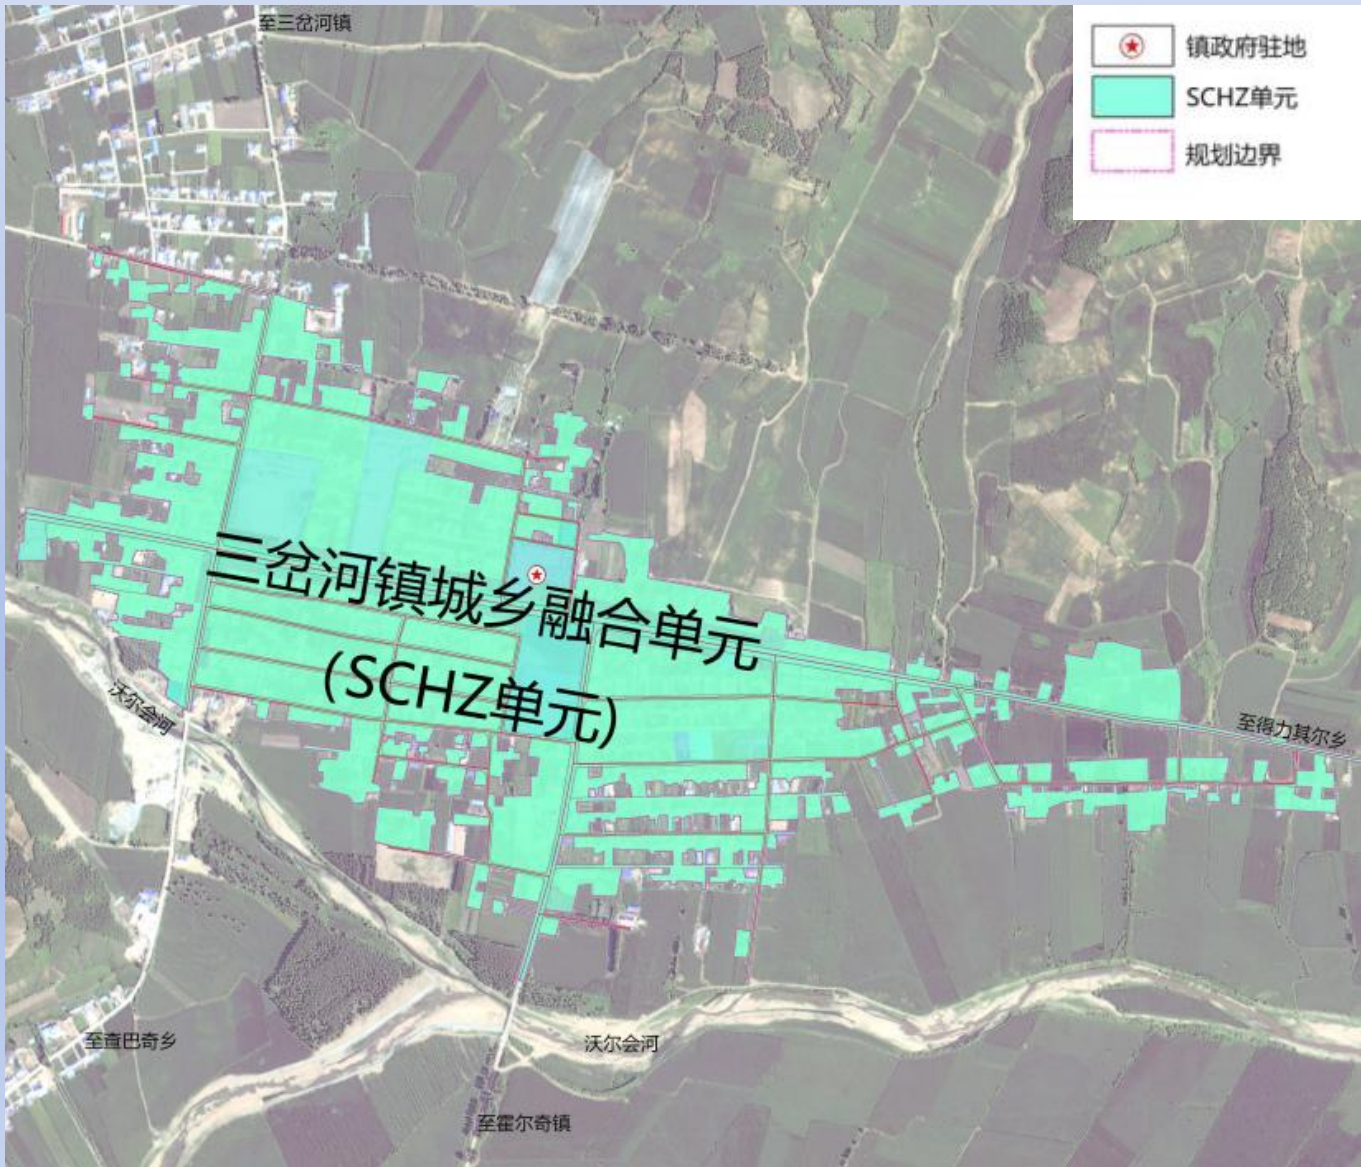 至三岔河镇
镇政府驻地
SCHZ单元
规划边界
三岔河镇城乡融合单元
(SCHZ单元)
沃尔会河
至得力其尔乡
至查巴奇乡
沃尔会河
至霍尔奇镇